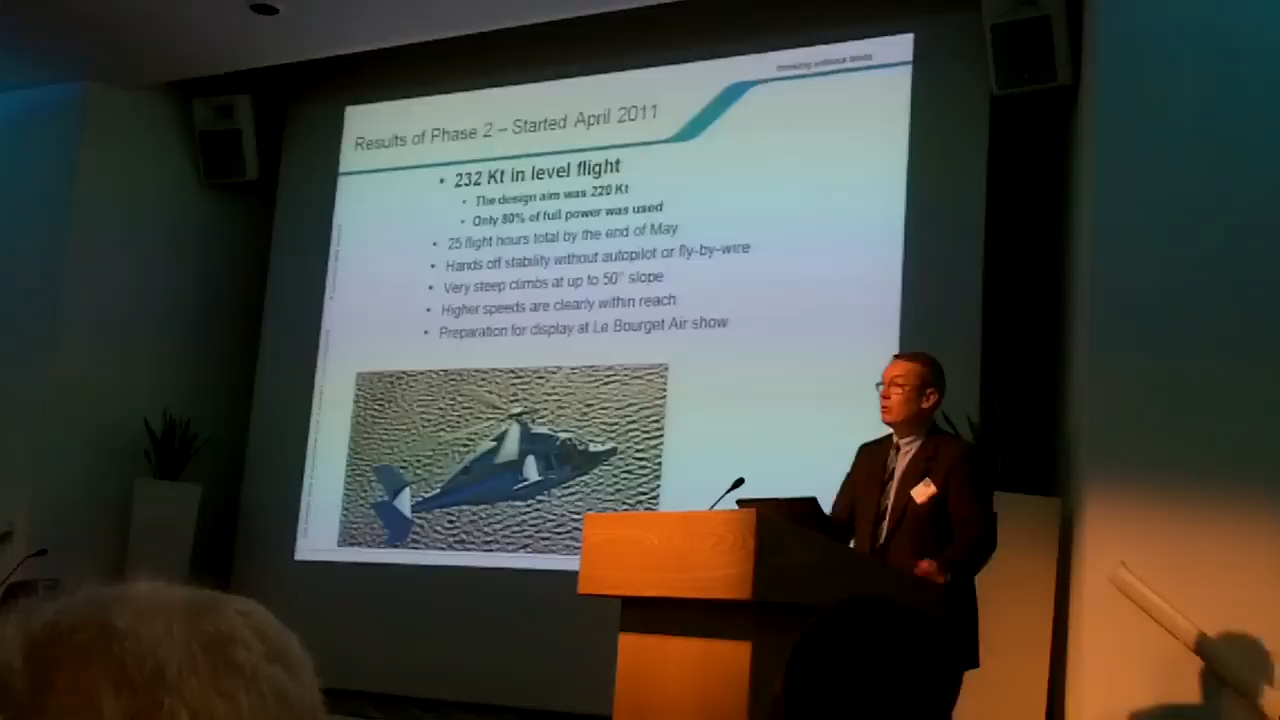 thinking without limits
Results of Phase 2 – Started April 2011
• 232 Kt in level flight
• The design aim was 220 Kt
• Only 80% of full power was used
• 25 flight hours total by the end of May
• Hands off stability without autopilot or fly-by-wire
• Very steep climbs at up to 50° slope
• Higher speeds are clearly within reach
• Preparation for display at Le Bourget Air show